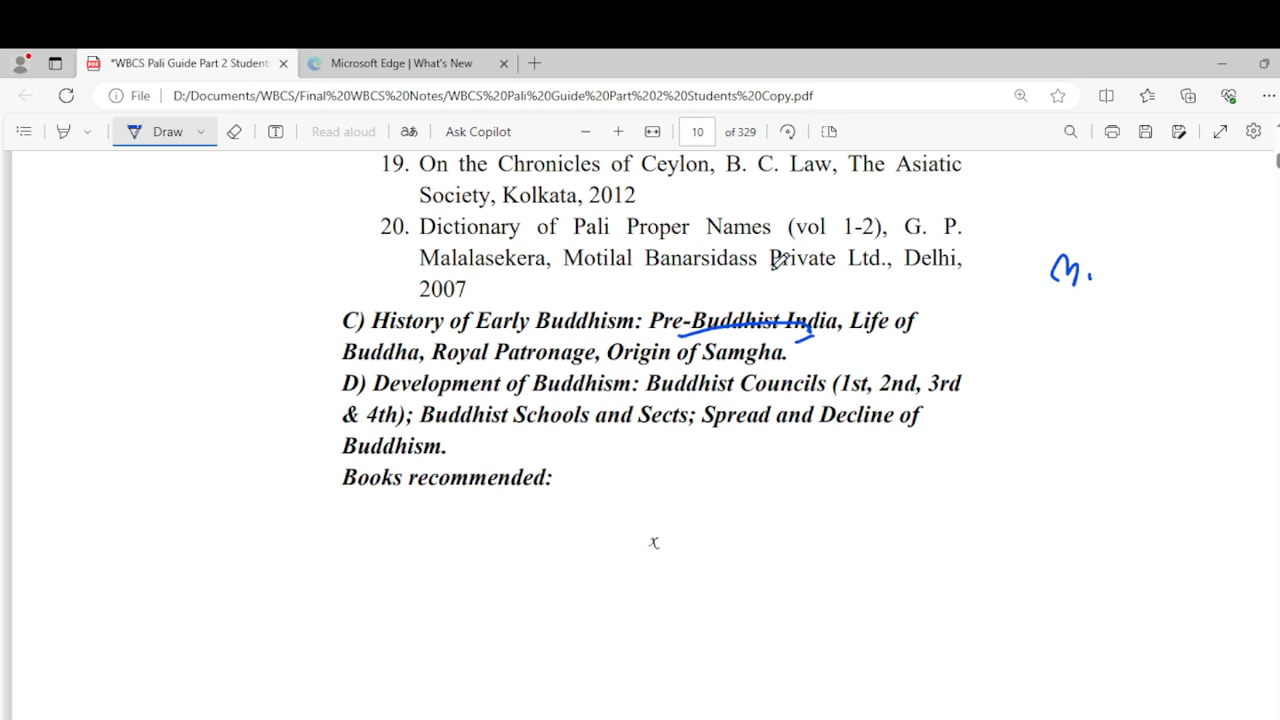 *WBCS Pali Guide Part 2 Student
Microsoft Edge | What's New
File
D:/Documents/WBCS/Final%20WBCS%20Notes/WBCS%20Pali%20Guide%20Part%202%20Students%20Copy.pdf
Draw
Read aloud
aあ
Ask Copilot
10 of 329
19. On the Chronicles of Ceylon, B. C. Law, The Asiatic
Society, Kolkata, 2012
20. Dictionary of Pali Proper Names (vol 1-2), G. P.
Malalasekera, Motilal Banarsidass Private Ltd., Delhi,
2007
C) History of Early Buddhism: Pre-Buddhist India, Life of
Buddha, Royal Patronage, Origin of Samgha.
D) Development of Buddhism: Buddhist Councils (1st, 2nd, 3rd
& 4th); Buddhist Schools and Sects; Spread and Decline of
Buddhism.
Books recommended:
x